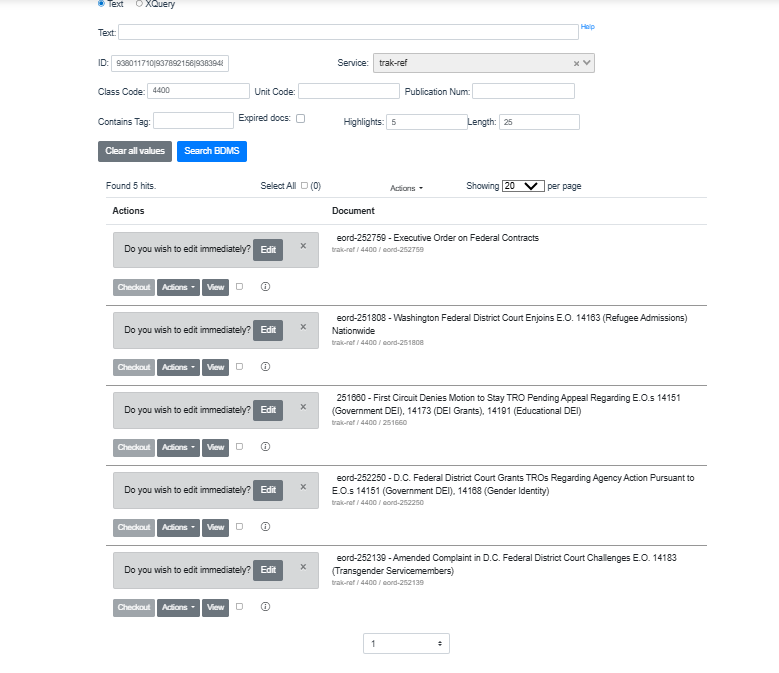 Text XQuery
Text: Help
ID: 938011710|937892156|938394 Service: trak-ref
Class Code: 4400 Unit Code: Publication Num:
Contains Tag: Expired docs: Highlights: 5 Length: 25
Clear all values Search BDMS
Found 5 hits. Select All (0) Actions Showing 20 per page
Actions Document
Do you wish to edit immediately? Edit × eord-252759 - Executive Order on Federal Contracts
trak-ref / 4400 / eord-252759
Checkout Actions View
Do you wish to edit immediately? Edit × eord-251808 - Washington Federal District Court Enjoins E.O. 14163 (Refugee Admissions)
Nationwide
trak-ref / 4400 / eord-251808
Checkout Actions View
Do you wish to edit immediately? Edit × 251660 - First Circuit Denies Motion to Stay TRO Pending Appeal Regarding E.O.s 14151
(Government DEI), 14173 (DEI Grants), 14191 (Educational DEI)
trak-ref / 4400 / 251660
Checkout Actions View
Do you wish to edit immediately? Edit × eord-252250 - D.C. Federal District Court Grants TROs Regarding Agency Action Pursuant to
E.O.s 14151 (Government DEI), 14168 (Gender Identity)
trak-ref / 4400 / eord-252250
Checkout Actions View
Do you wish to edit immediately? Edit × eord-252139 - Amended Complaint in D.C. Federal District Court Challenges E.O. 14183
(Transgender Servicemembers)
trak-ref / 4400 / eord-252139
Checkout Actions View
1